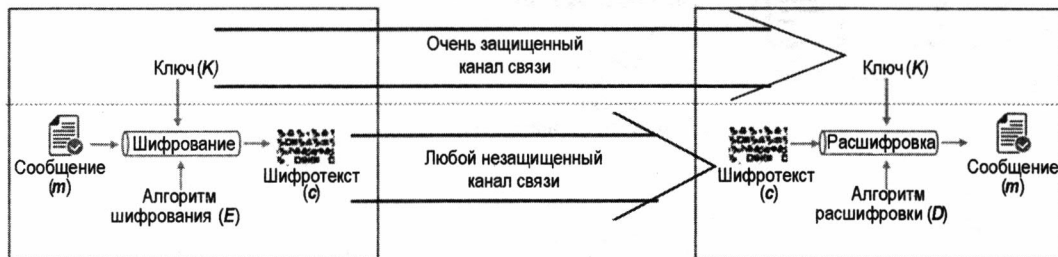 Очень защищенный
канал связи
Ключ (K)
Ключ (K)
Шифрование
Сообщение
(m)
Шифротекст
(c)
Алгоритм
шифрования (E)
Любой незащищенный
канал связи
Расшифровка
Шифротекст
(c)
Сообщение
(m)
Алгоритм
расшифровки (D)